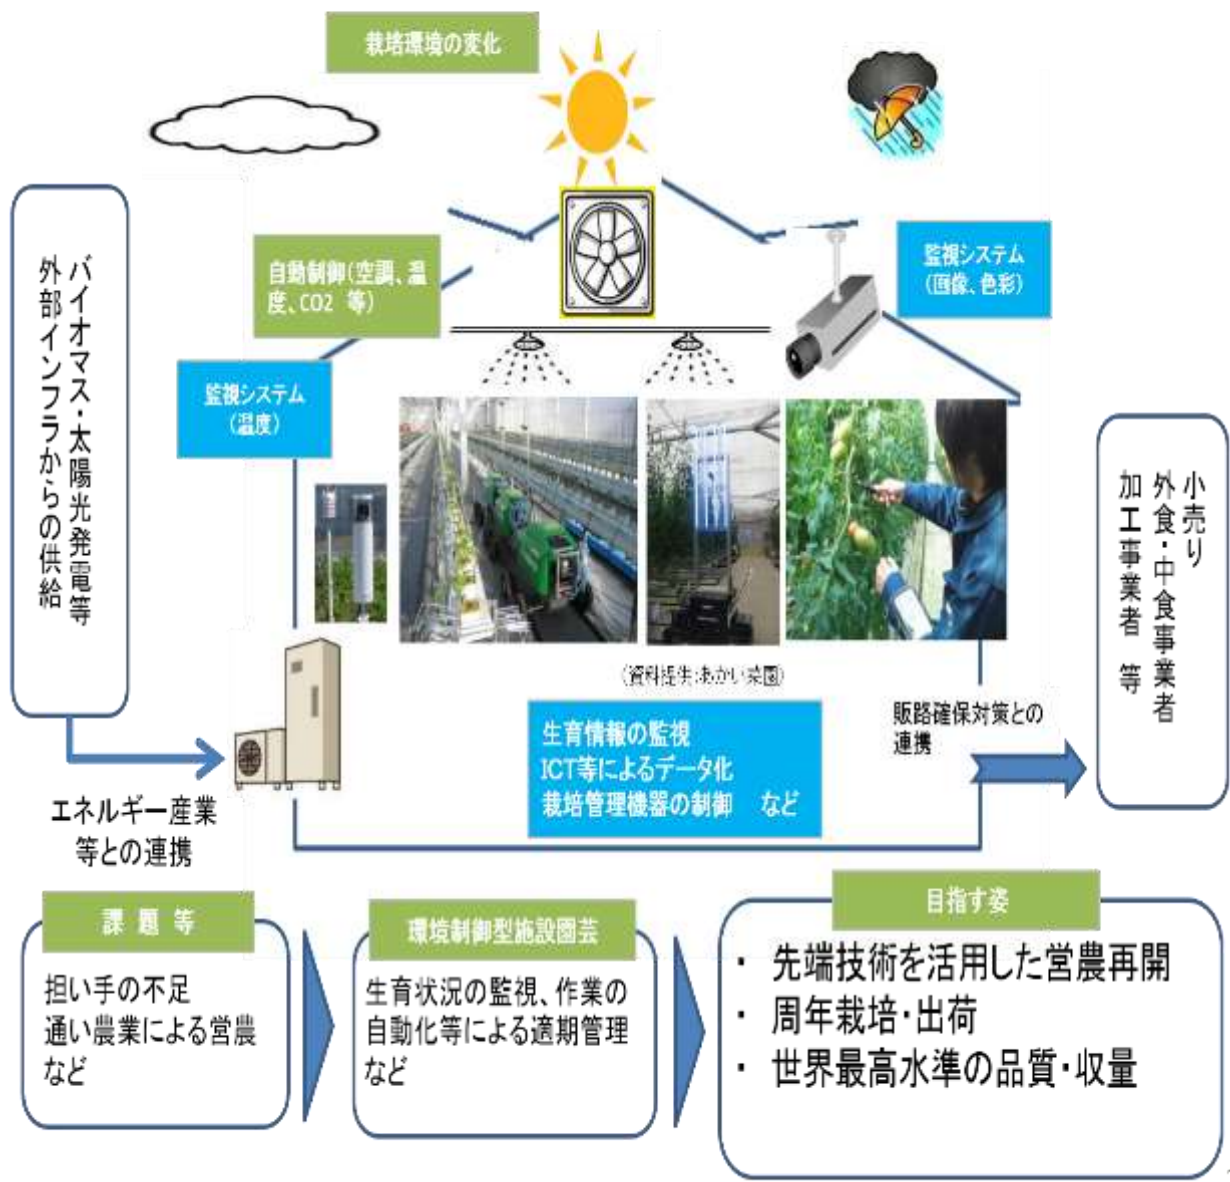 栽培環境の変化
自動制御(空調、温
度、CO2 等)
監視システム
(画像、色彩)
監視システム
(温度)
バイオマス・太陽光発電等
外部インフラからの供給
小売り
外食・中食事業者
加工事業者 等
(資料提供:あかい菜園)
生育情報の監視
ICT等によるデータ化
栽培管理機器の制御 など
販路確保対策との
連携
エネルギー産業
等との連携
課 題 等
担い手の不足
通い農業による営農
など
環境制御型施設園芸
生育状況の監視、作業の
自動化等による適期管理
など
目指す姿
・ 先端技術を活用した営農再開
・ 周年栽培・出荷
・ 世界最高水準の品質・収量